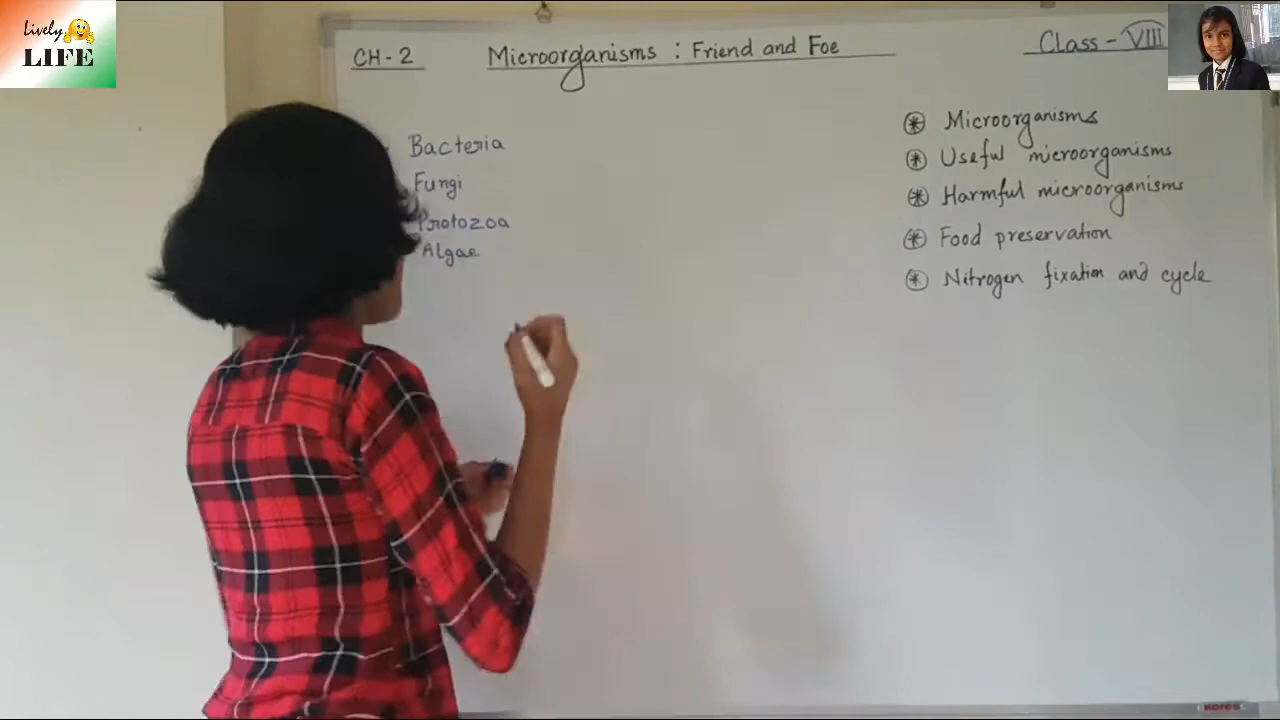 Lively
LIFE
CH - 2
Microorganisms : Friend and Foe
Class - VIII
Bacteria
Fungi
Protozoa
Algae
Microorganisms
Useful microorganisms
Harmful microorganisms
Food preservation
Nitrogen fixation and cycle
KORES